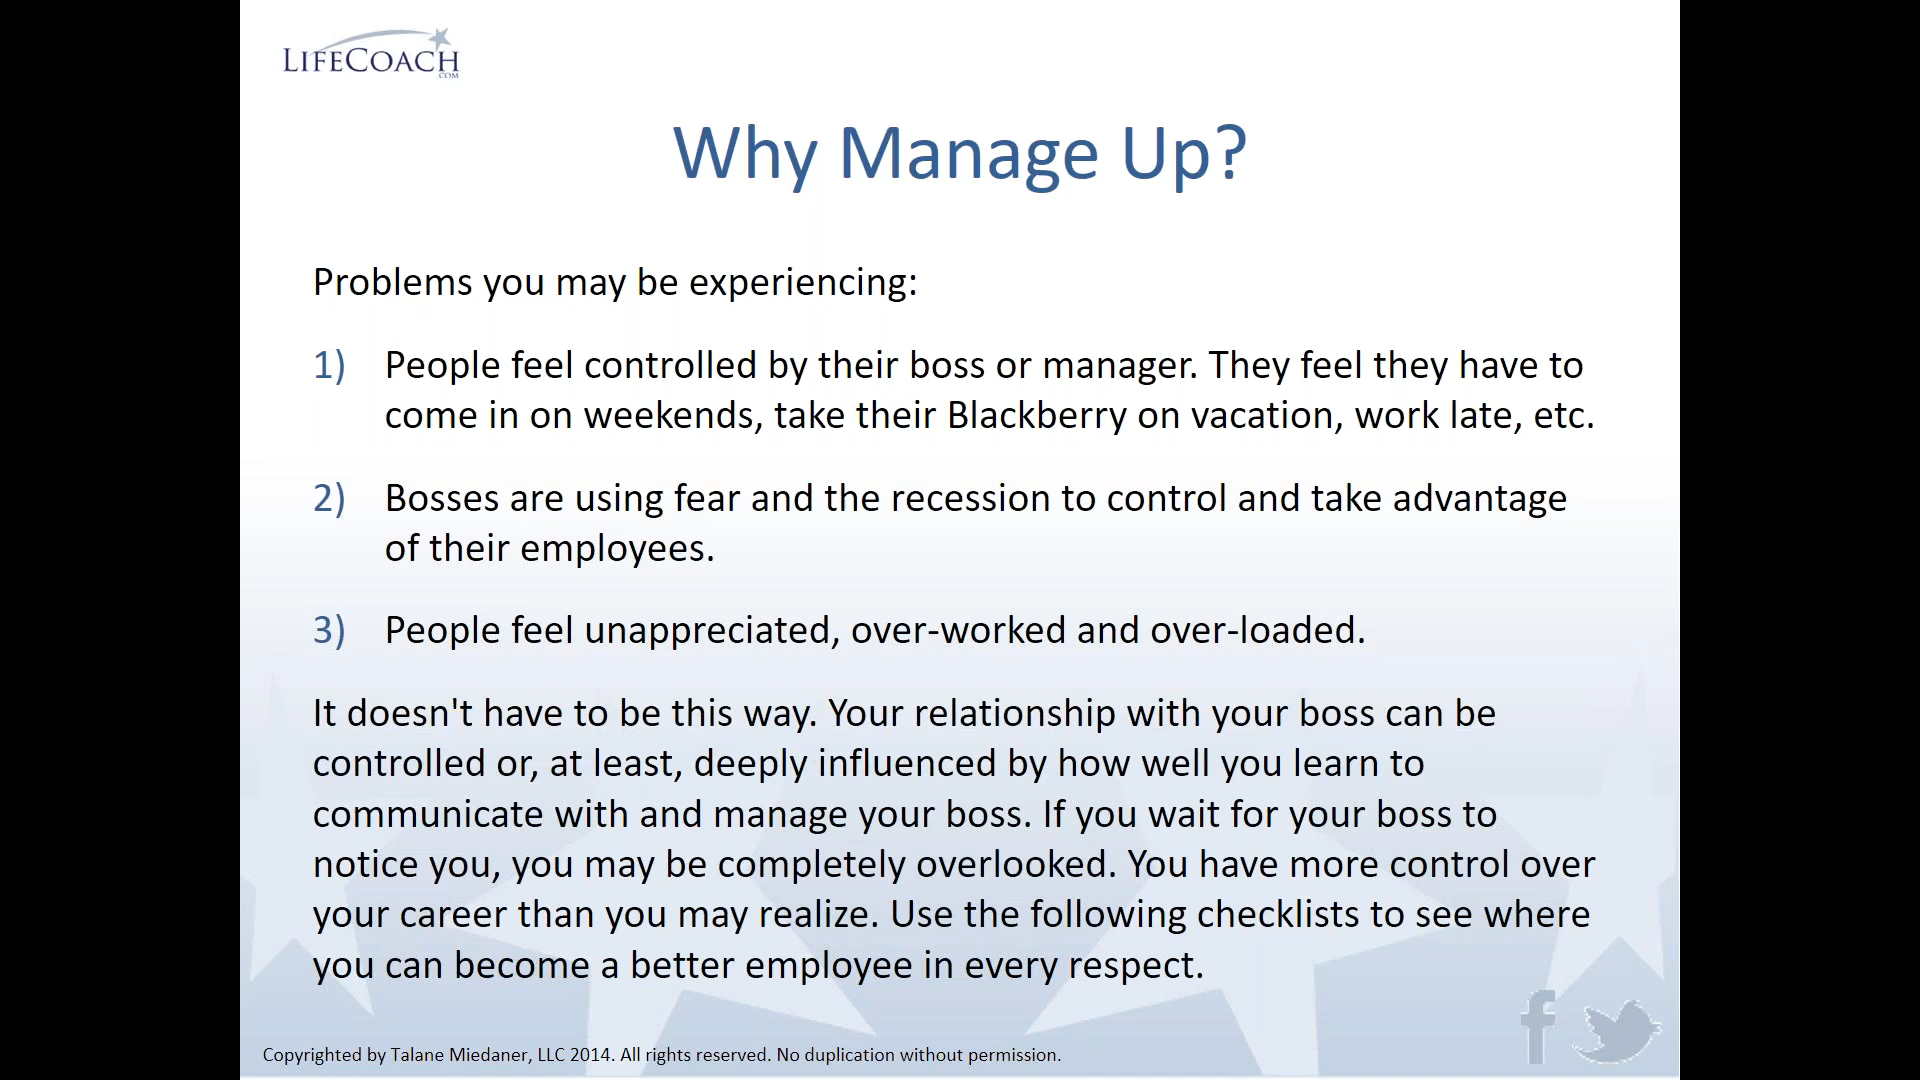 LIFECOACH
.COM
Why Manage Up?
Problems you may be experiencing:
1) People feel controlled by their boss or manager. They feel they have to
come in on weekends, take their Blackberry on vacation, work late, etc.
2) Bosses are using fear and the recession to control and take advantage
of their employees.
3) People feel unappreciated, over-worked and over-loaded.
It doesn't have to be this way. Your relationship with your boss can be
controlled or, at least, deeply influenced by how well you learn to
communicate with and manage your boss. If you wait for your boss to
notice you, you may be completely overlooked. You have more control over
your career than you may realize. Use the following checklists to see where
you can become a better employee in every respect.
Copyrighted by Talane Miedaner, LLC 2014. All rights reserved. No duplication without permission.